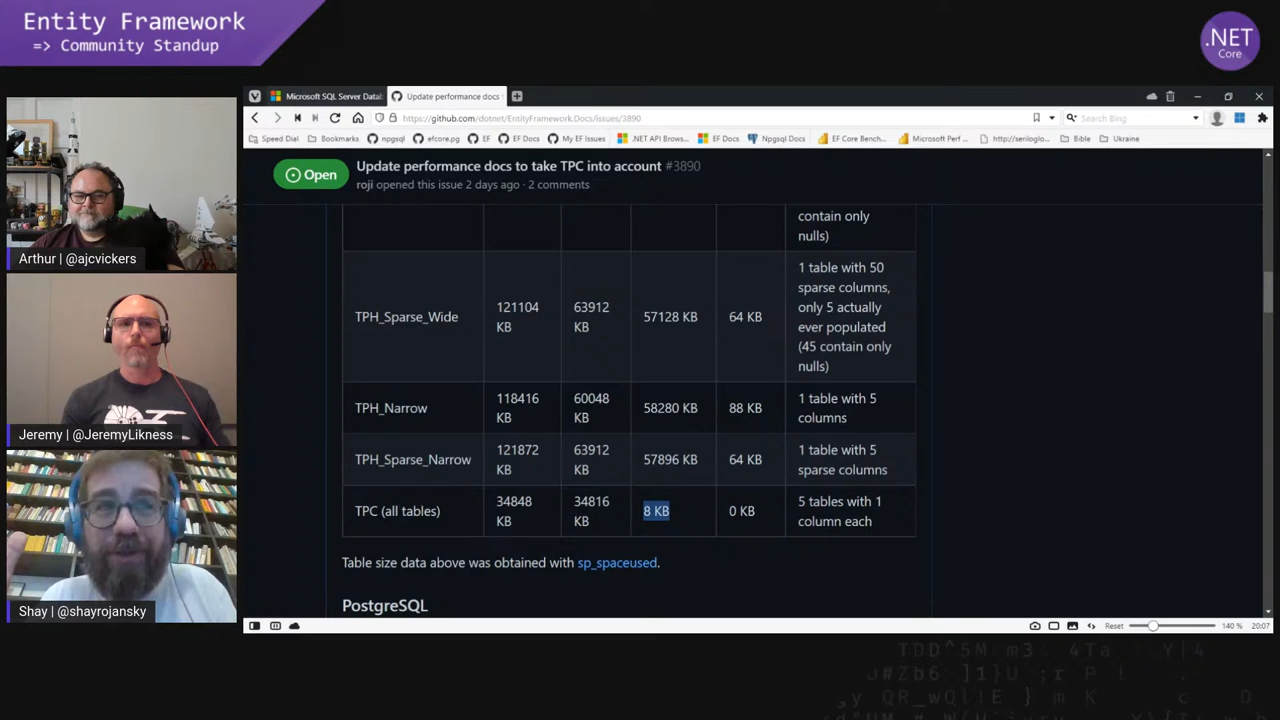 Entity Framework
=> Community Standup
.NET
Core
Arthur | @ajcvickers
Jeremy | @JeremyLikness
Shay | @shayrojansky
Microsoft SQL Server Datab
Update performance docs t
https://github.com/dotnet/EntityFramework.Docs/issues/3890
Search Bing
Speed Dial
Bookmarks
npgsql
efcore.pg
EF
EF Docs
My EF Issues
.NET API Brows...
EF Docs
Npgsql Docs
EF Core Bench...
Microsoft Perf ...
http://seriloglo...
Bible
Ukraine
Open
Update performance docs to take TPC into account #3890
roji opened this issue 2 days ago · 2 comments
contain only
nulls)
TPH_Sparse_Wide
121104
KB
63912
KB
57128 KB
64 KB
1 table with 50
sparse columns,
only 5 actually
ever populated
(45 contain only
nulls)
TPH_Narrow
118416
KB
60048
KB
58280 KB
88 KB
1 table with 5
columns
TPH_Sparse_Narrow
121872
KB
63912
KB
57896 KB
64 KB
1 table with 5
sparse columns
TPC (all tables)
34848
KB
34816
KB
8 KB
0 KB
5 tables with 1
column each
Table size data above was obtained with sp_spaceused.
PostgreSQL
Reset
140 %
20:07